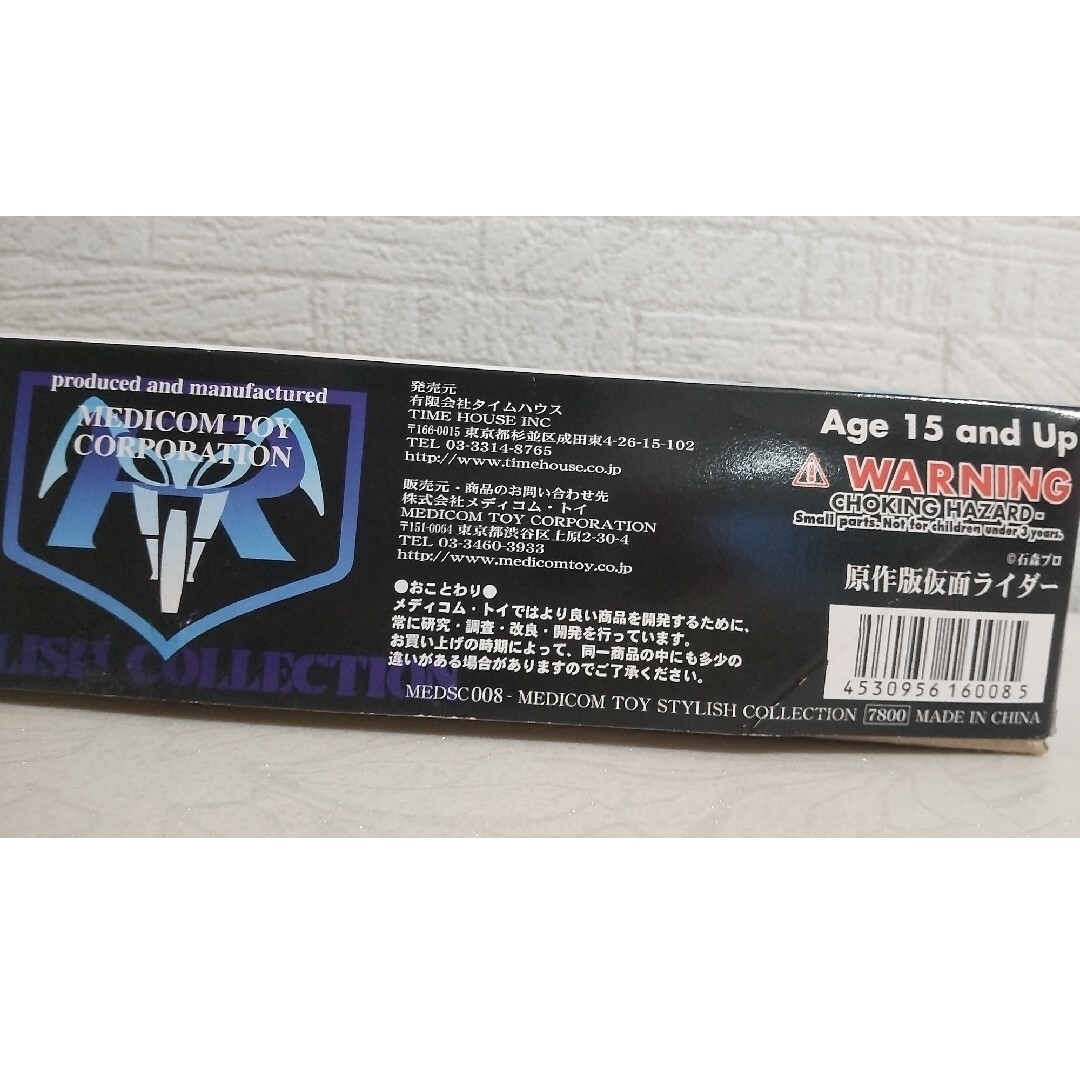 produced and manufactured
MEDICOM TOY
CORPORATION
LISH COLLECTION
発売元
有限会社タイムハウス
TIME HOUSE INC
〒166-0015 東京都杉並区成田東4-26-15-102
TEL 03-3314-8765
http://www.timehouse.co.jp
販売元・商品のお問い合わせ先
株式会社メディコム・トイ
MEDICOM TOY CORPORATION
〒151-0064 東京都渋谷区上原2-30-4
TEL 03-3460-3933
http://www.medicomtoy.co.jp
●おことわり●
メディコム・トイではより良い商品を開発するために、
常に研究・調査・改良・開発を行っています。
お買い上げの時期によって、同一商品の中にも多少の
違いがある場合がありますのでご了承ください。
MEDSC008 - MEDICOM TOY STYLISH COLLECTION 7800 MADE IN CHINA
Age 15 and Up
WARNING
CHOKING HAZARD-
Small parts. Not for children under 3 years.
©石森プロ
原作版仮面ライダー
4530956160085